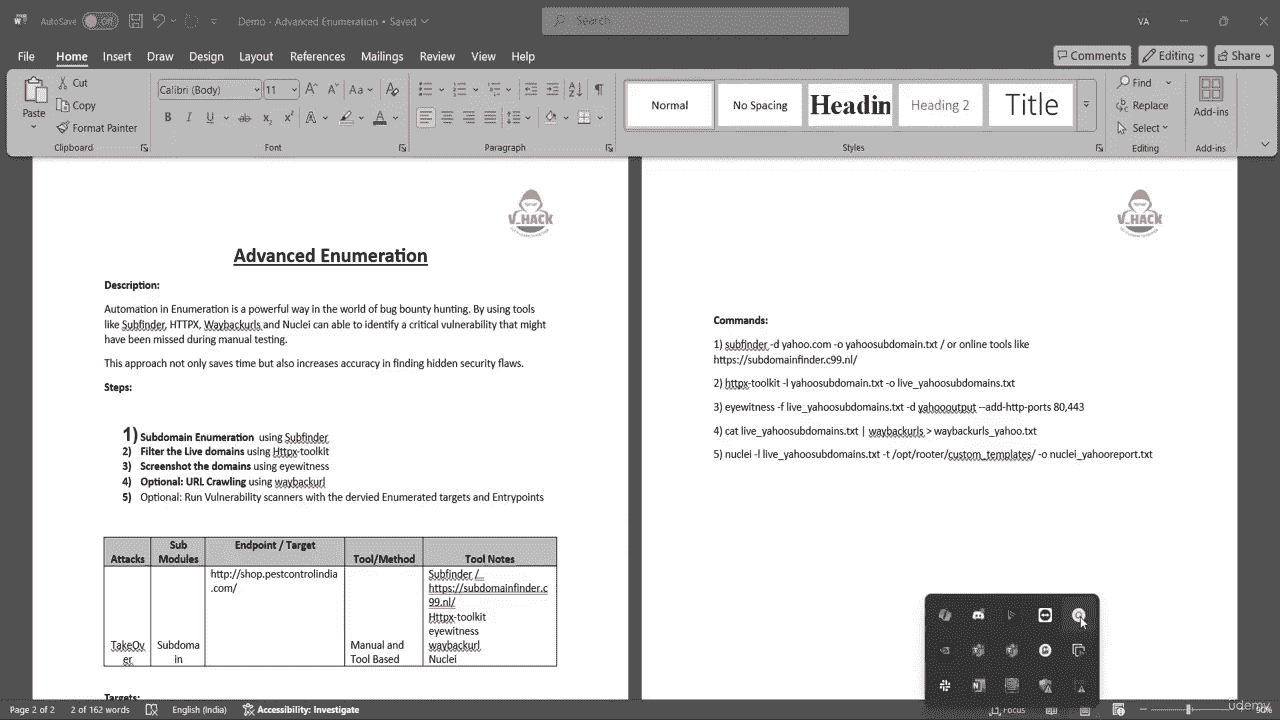 Search
VA
File Home Insert Draw Design Layout References Mailings Review View Help
Comments Editing Share
Paste
Cut
Copy
Format Painter
Clipboard
Calibri (Body) 11
Font
Paragraph
Normal
No Spacing
Headin
Heading 2
Title
Styles
Find
Replace
Select
Editing
Add-ins
Add-ins
V_HACK
Advanced Enumeration
Description:
Automation in Enumeration is a powerful way in the world of bug bounty hunting. By using tools
like Subfinder, HTTPX, Waybackurls and Nuclei can able to identify a critical vulnerability that might
have been missed during manual testing.
This approach not only saves time but also increases accuracy in finding hidden security flaws.
Steps:
1) Subdomain Enumeration using Subfinder
2) Filter the Live domains using Httpx-toolkit
3) Screenshot the domains using eyewitness
4) Optional: URL Crawling using waybackurl
5) Optional: Run Vulnerability scanners with the dervied Enumerated targets and Entrypoints
Attacks
Sub
Modules
Endpoint / Target
Tool/Method
Tool Notes
TakeOv
er
Subdoma
in
http://shop.pestcontrolindia
.com/
Manual and
Tool Based
Subfinder /
https://subdomainfinder.c
99.nl/
Httpx-toolkit
eyewitness
waybackurl
Nuclei
Targets:
V_HACK
Commands:
1) subfinder -d yahoo.com -o yahoosubdomain.txt / or online tools like
https://subdomainfinder.c99.nl/
2) httpx-toolkit -l yahoosubdomain.txt -o live_yahoosubdomains.txt
3) eyewitness -f live_yahoosubdomains.txt -d yahoooutput --add-http-ports 80,443
4) cat live_yahoosubdomains.txt | waybackurls > waybackurls_yahoo.txt
5) nuclei -l live_yahoosubdomains.txt -t /opt/rooter/custom_templates/ -o nuclei_yahooreport.txt
Page 2 of 2 2 of 162 words English (India) Accessibility: Investigate Focus
udemy